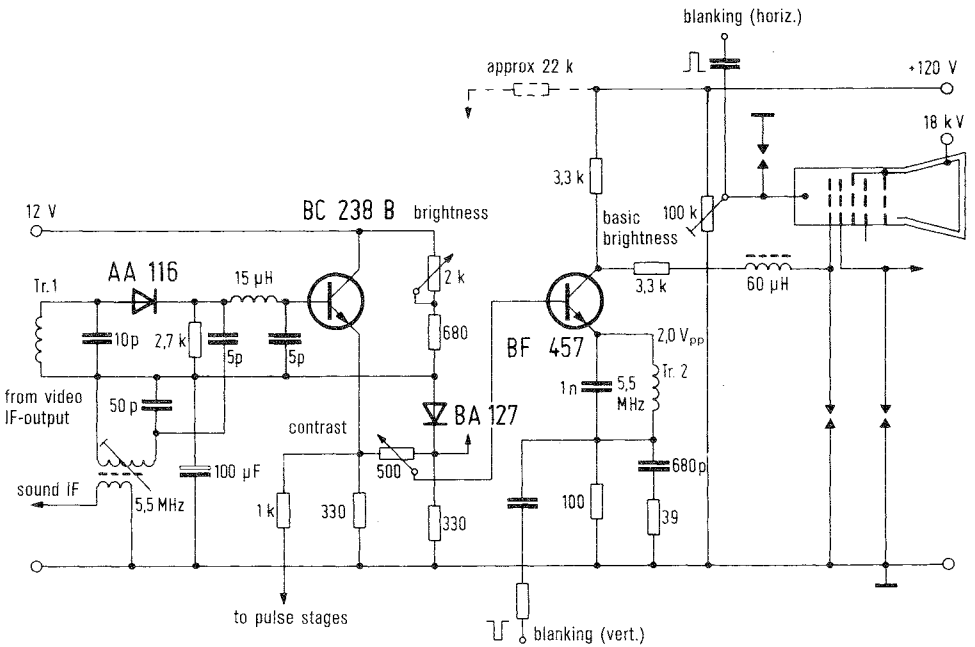 blanking (horiz.)
approx 22 k
+120 V
18 kV
3,3 k
12 V
BC 238 B
brightness
100 k
basic
brightness
AA 116
15 µH
2 k
3,3 k
60 µH
Tr. 1
10p
2,7 k
5p
5p
680
BF 457
2,0 Vpp
Tr. 2
from video
IF-output
50 p
1n
5,5
MHz
BA 127
contrast
100 µF
500
680p
sound IF
5,5 MHz
1k
330
330
100
39
to pulse stages
blanking (vert.)